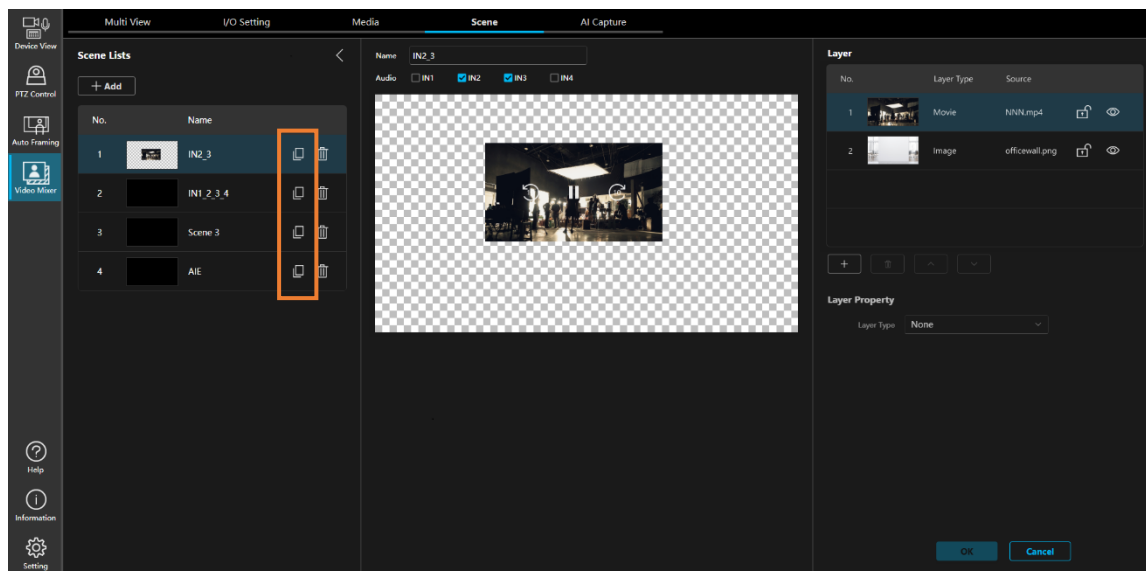 Multi View
I/O Setting
Media
Scene
AI Capture
Device View
PTZ Control
Auto Framing
Video Mixer
Help
Information
Setting
Scene Lists
+ Add
No.
Name
1
IN2_3
2
IN1_2_3_4
3
Scene 3
4
AIE
Name
IN2_3
Audio
IN1
IN2
IN3
IN4
Layer
No.
Layer Type
Source
1
Movie
NNN.mp4
2
Image
officewall.png
Layer Property
Layer Type
None
OK
Cancel